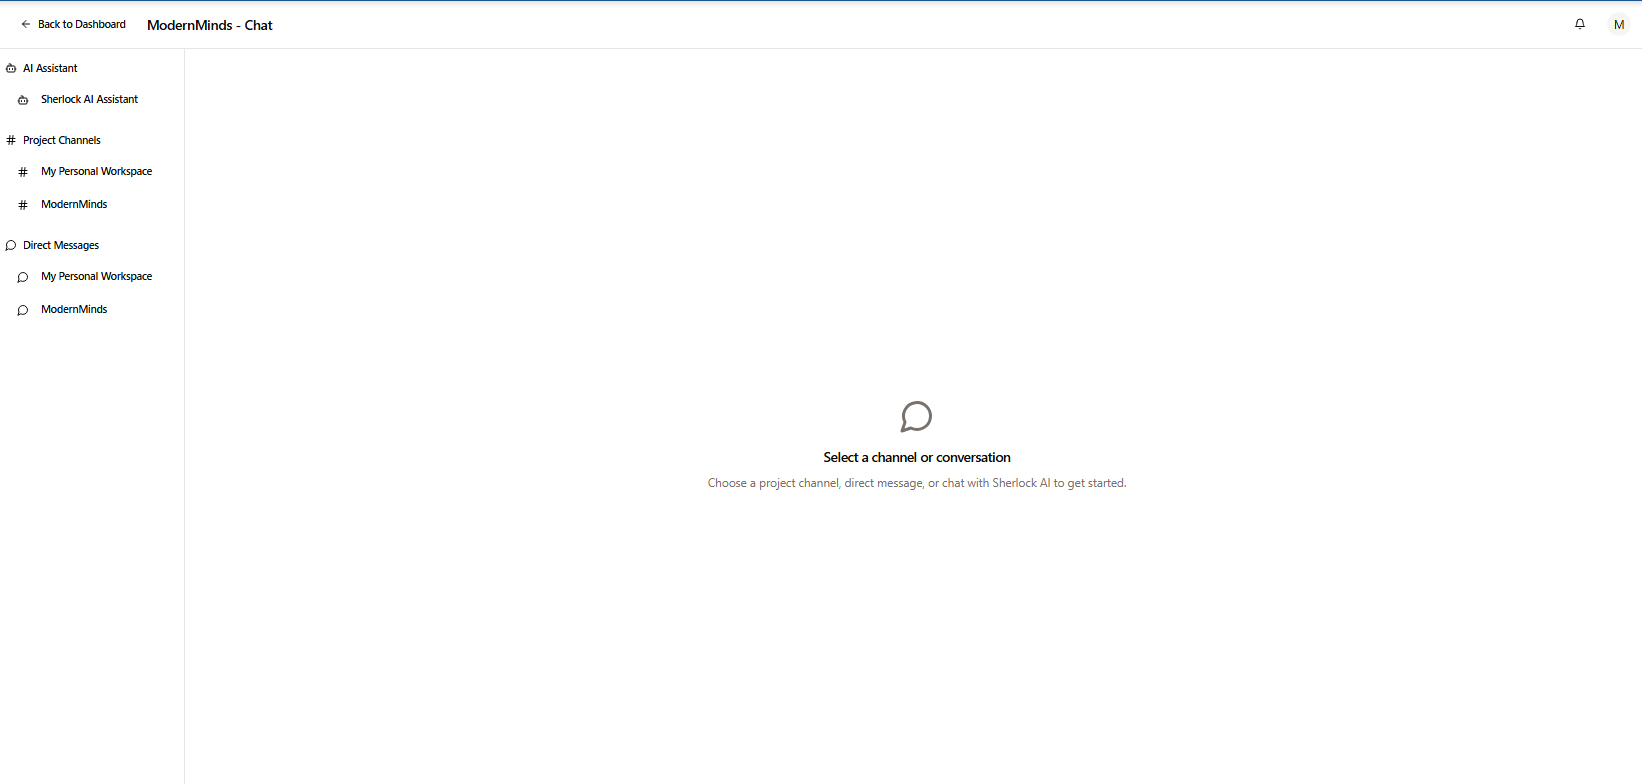 Back to Dashboard
ModernMinds - Chat
M
AI Assistant
Sherlock AI Assistant
Project Channels
My Personal Workspace
ModernMinds
Direct Messages
My Personal Workspace
ModernMinds
Select a channel or conversation
Choose a project channel, direct message, or chat with Sherlock AI to get started.